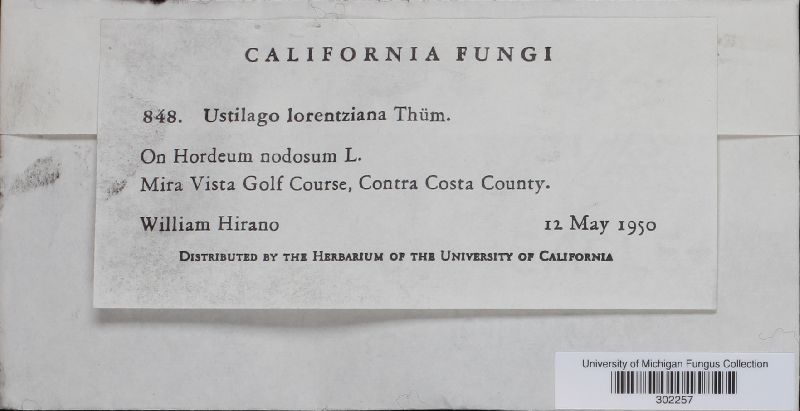 CALIFORNIA FUNGI
848. Ustilago lorentziana Thüm.
On Hordeum nodosum L.
Mira Vista Golf Course, Contra Costa County.
William Hirano 12 May 1950
DISTRIBUTED BY THE HERBARIUM OF THE UNIVERSITY OF CALIFORNIA
University of Michigan Fungus Collection
302257